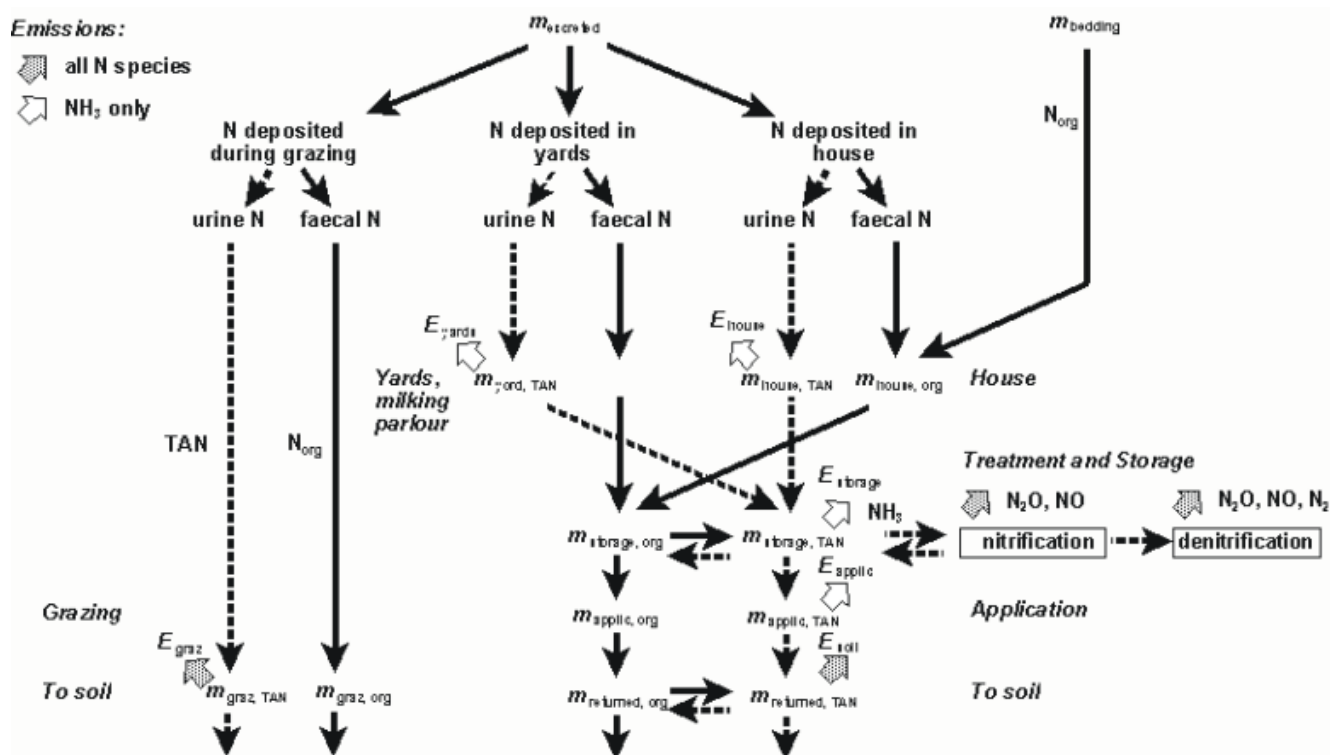 Emissions:
all N species
NH₃ only
m excreted
m bedding
N deposited
during grazing
N deposited in
yards
N deposited in
house
N org
urine N
faecal N
urine N
faecal N
urine N
faecal N
E yards
E house
Yards,
milking
parlour
m yard, TAN
m house, TAN
m house, org
House
TAN
N org
Treatment and Storage
E storage
NH₃
N₂O, NO
N₂O, NO, N₂
m storage, org
m storage, TAN
nitrification
denitrification
E applic
Grazing
m applic, org
m applic, TAN
Application
E graz
E soil
To soil
m graz, TAN
m graz, org
m returned, org
m returned, TAN
To soil